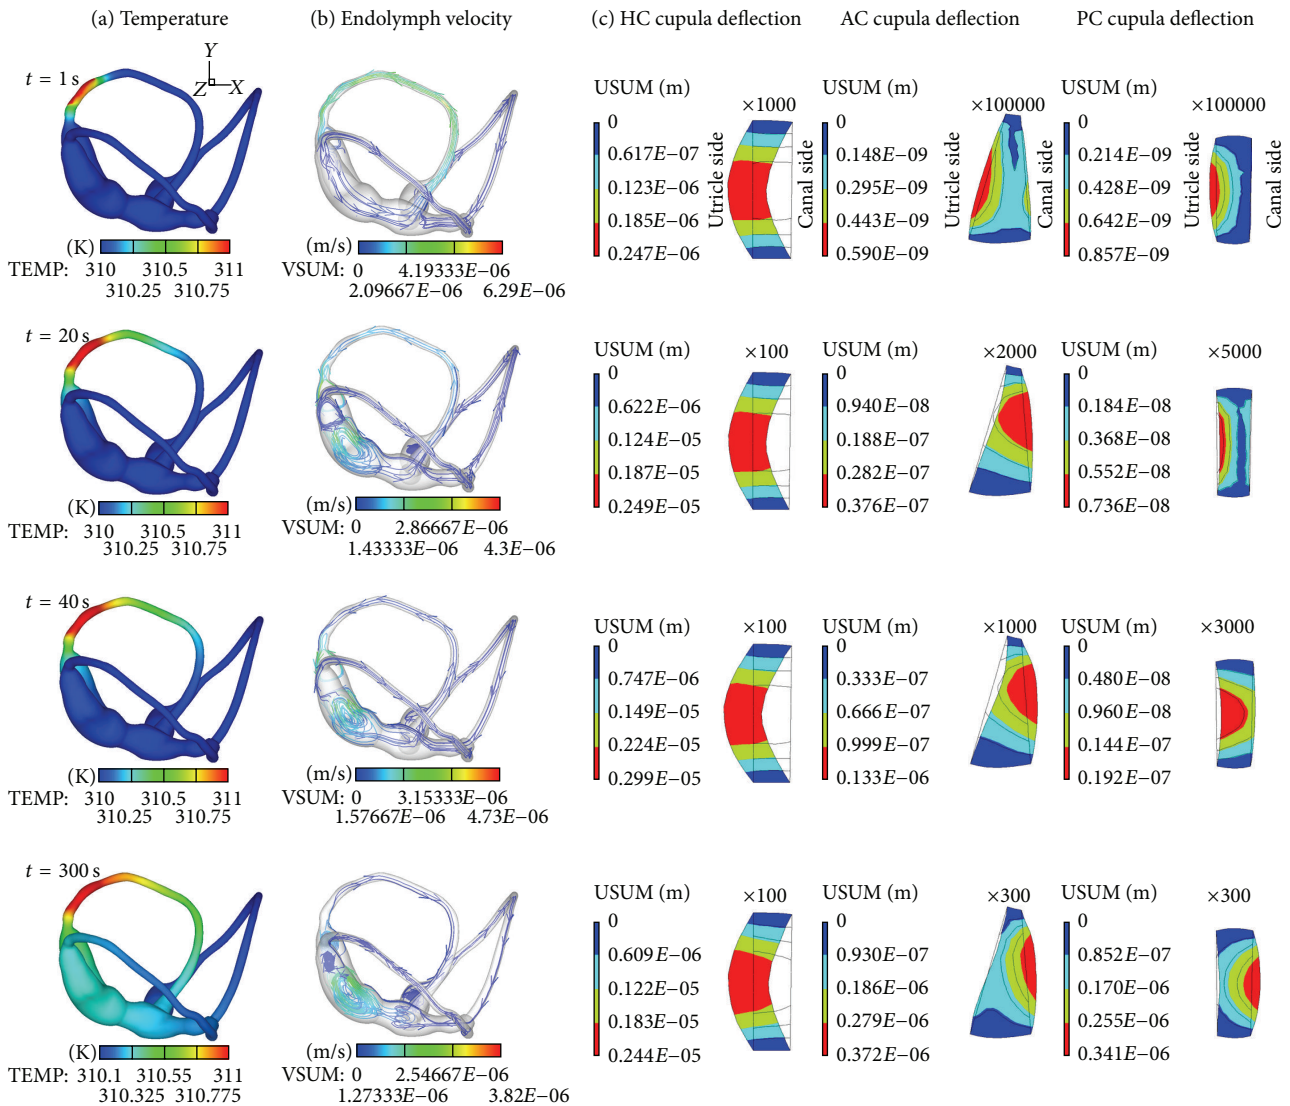 (a) Temperature
(b) Endolymph velocity
(c) HC cupula deflection
AC cupula deflection
PC cupula deflection
t = 1 s
Y
Z
X
(K)
TEMP: 310 310.5 311
310.25 310.75
(m/s)
VSUM: 0 4.19333E−06
2.09667E−06 6.29E−06
USUM (m)
×1000
0
0.617E−07
0.123E−06
0.185E−06
0.247E−06
Utricle side
Canal side
USUM (m)
×100000
0
0.148E−09
0.295E−09
0.443E−09
0.590E−09
Utricle side
Canal side
USUM (m)
×100000
0
0.214E−09
0.428E−09
0.642E−09
0.857E−09
Utricle side
Canal side
t = 20 s
(K)
TEMP: 310 310.5 311
310.25 310.75
(m/s)
VSUM: 0 2.86667E−06
1.43333E−06 4.3E−06
USUM (m)
×100
0
0.622E−06
0.124E−05
0.187E−05
0.249E−05
USUM (m)
×2000
0
0.940E−08
0.188E−07
0.282E−07
0.376E−07
USUM (m)
×5000
0
0.184E−08
0.368E−08
0.552E−08
0.736E−08
t = 40 s
(K)
TEMP: 310 310.5 311
310.25 310.75
(m/s)
VSUM: 0 3.15333E−06
1.57667E−06 4.73E−06
USUM (m)
×100
0
0.747E−06
0.149E−05
0.224E−05
0.299E−05
USUM (m)
×1000
0
0.333E−07
0.666E−07
0.999E−07
0.133E−06
USUM (m)
×3000
0
0.480E−08
0.960E−08
0.144E−07
0.192E−07
t = 300 s
(K)
TEMP: 310.1 310.55 311
310.325 310.775
(m/s)
VSUM: 0 2.54667E−06
1.27333E−06 3.82E−06
USUM (m)
×100
0
0.609E−06
0.122E−05
0.183E−05
0.244E−05
USUM (m)
×300
0
0.930E−07
0.186E−06
0.279E−06
0.372E−06
USUM (m)
×300
0
0.852E−07
0.170E−06
0.255E−06
0.341E−06